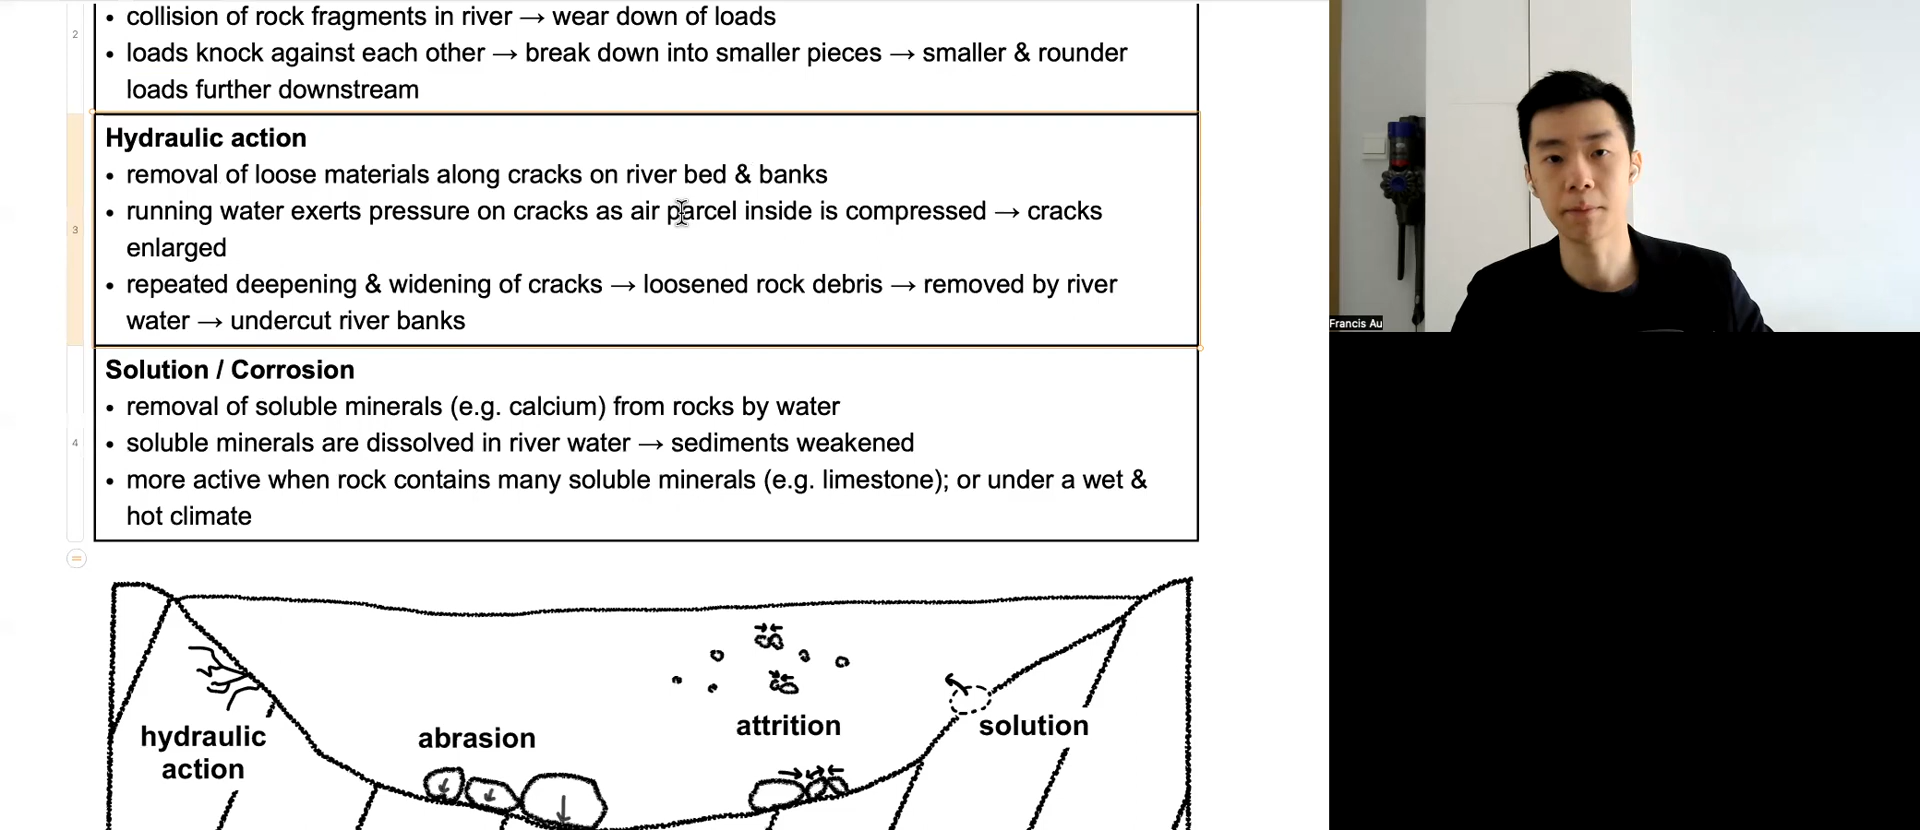 2
• collision of rock fragments in river → wear down of loads
• loads knock against each other → break down into smaller pieces → smaller & rounder
loads further downstream
3
Hydraulic action
• removal of loose materials along cracks on river bed & banks
• running water exerts pressure on cracks as air parcel inside is compressed → cracks
enlarged
• repeated deepening & widening of cracks → loosened rock debris → removed by river
water → undercut river banks
4
Solution / Corrosion
• removal of soluble minerals (e.g. calcium) from rocks by water
• soluble minerals are dissolved in river water → sediments weakened
• more active when rock contains many soluble minerals (e.g. limestone); or under a wet &
hot climate
hydraulic
action
abrasion
attrition
solution
Francis Au